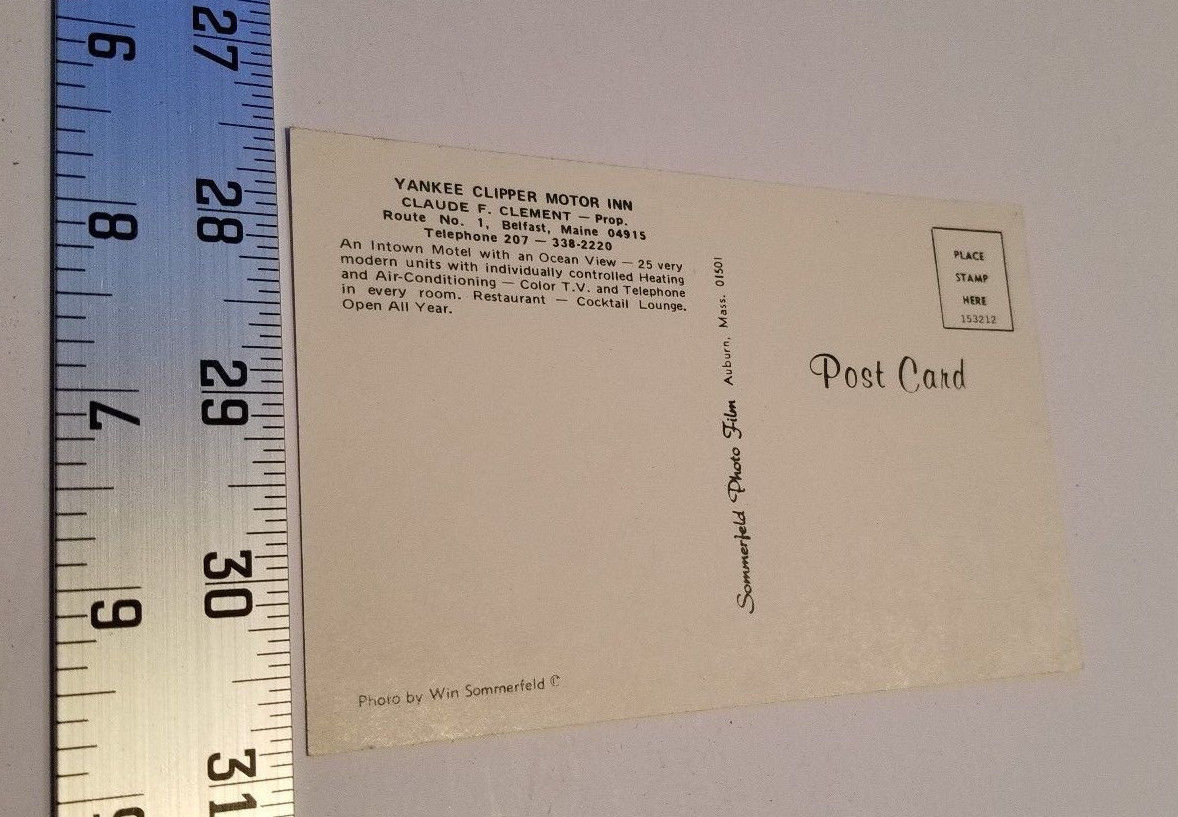 27
6
28
8
29
7
30
9
31
YANKEE CLIPPER MOTOR INN
CLAUDE F. CLEMENT — Prop.
Route No. 1, Belfast, Maine 04915
Telephone 207 — 338-2220
An Intown Motel with an Ocean View — 25 very
modern units with individually controlled Heating
and Air-Conditioning — Color T.V. and Telephone
in every room. Restaurant — Cocktail Lounge.
Open All Year.
Photo by Win Sommerfeld ©
Sommerfeld Photo Film Auburn, Mass. 01501
PLACE
STAMP
HERE
153212
Post Card